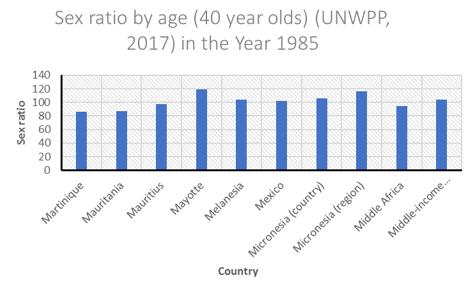 Sex ratio by age (40 year olds) (UNWPP,
2017) in the Year 1985
140
120
100
80
60
40
20
0
Sex ratio
Martinique
Mauritania
Mauritius
Mayotte
Melanesia
Mexico
Micronesia (country)
Micronesia (region)
Middle Africa
Middle-income...
Country